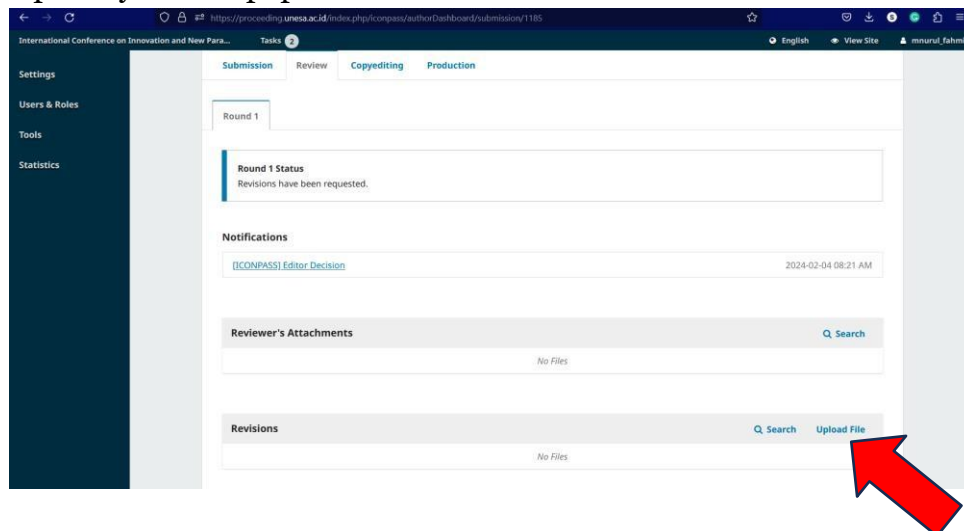 https://proceeding.unesa.ac.id/index.php/iconpass/authorDashboard/submission/1185
International Conference on Innovation and New Para... Tasks 2 English View Site mnurul_fahmi
Settings
Users & Roles
Tools
Statistics
Submission Review Copyediting Production
Round 1
Round 1 Status
Revisions have been requested.
Notifications
[ICONPASS] Editor Decision 2024-02-04 08:21 AM
Reviewer's Attachments Search
No Files
Revisions Search Upload File
No Files